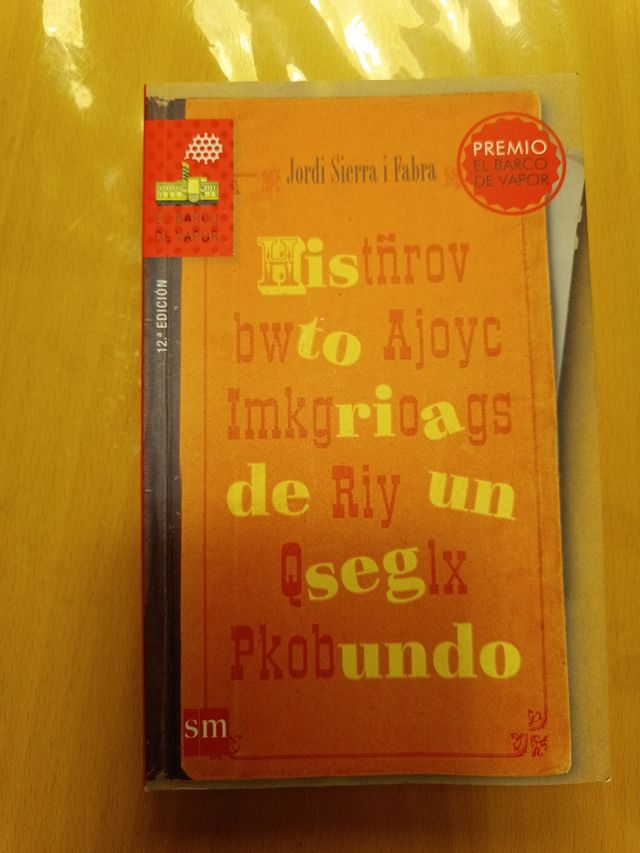 EL BARCO
DE VAPOR
Jordi Sierra i Fabra
PREMIO
EL BARCO
DE VAPOR
12.ª EDICIÓN
Histñrov
bwto Ajoyc
Imkgrioags
de Riy un
Qseglx
Pkobundo
sm